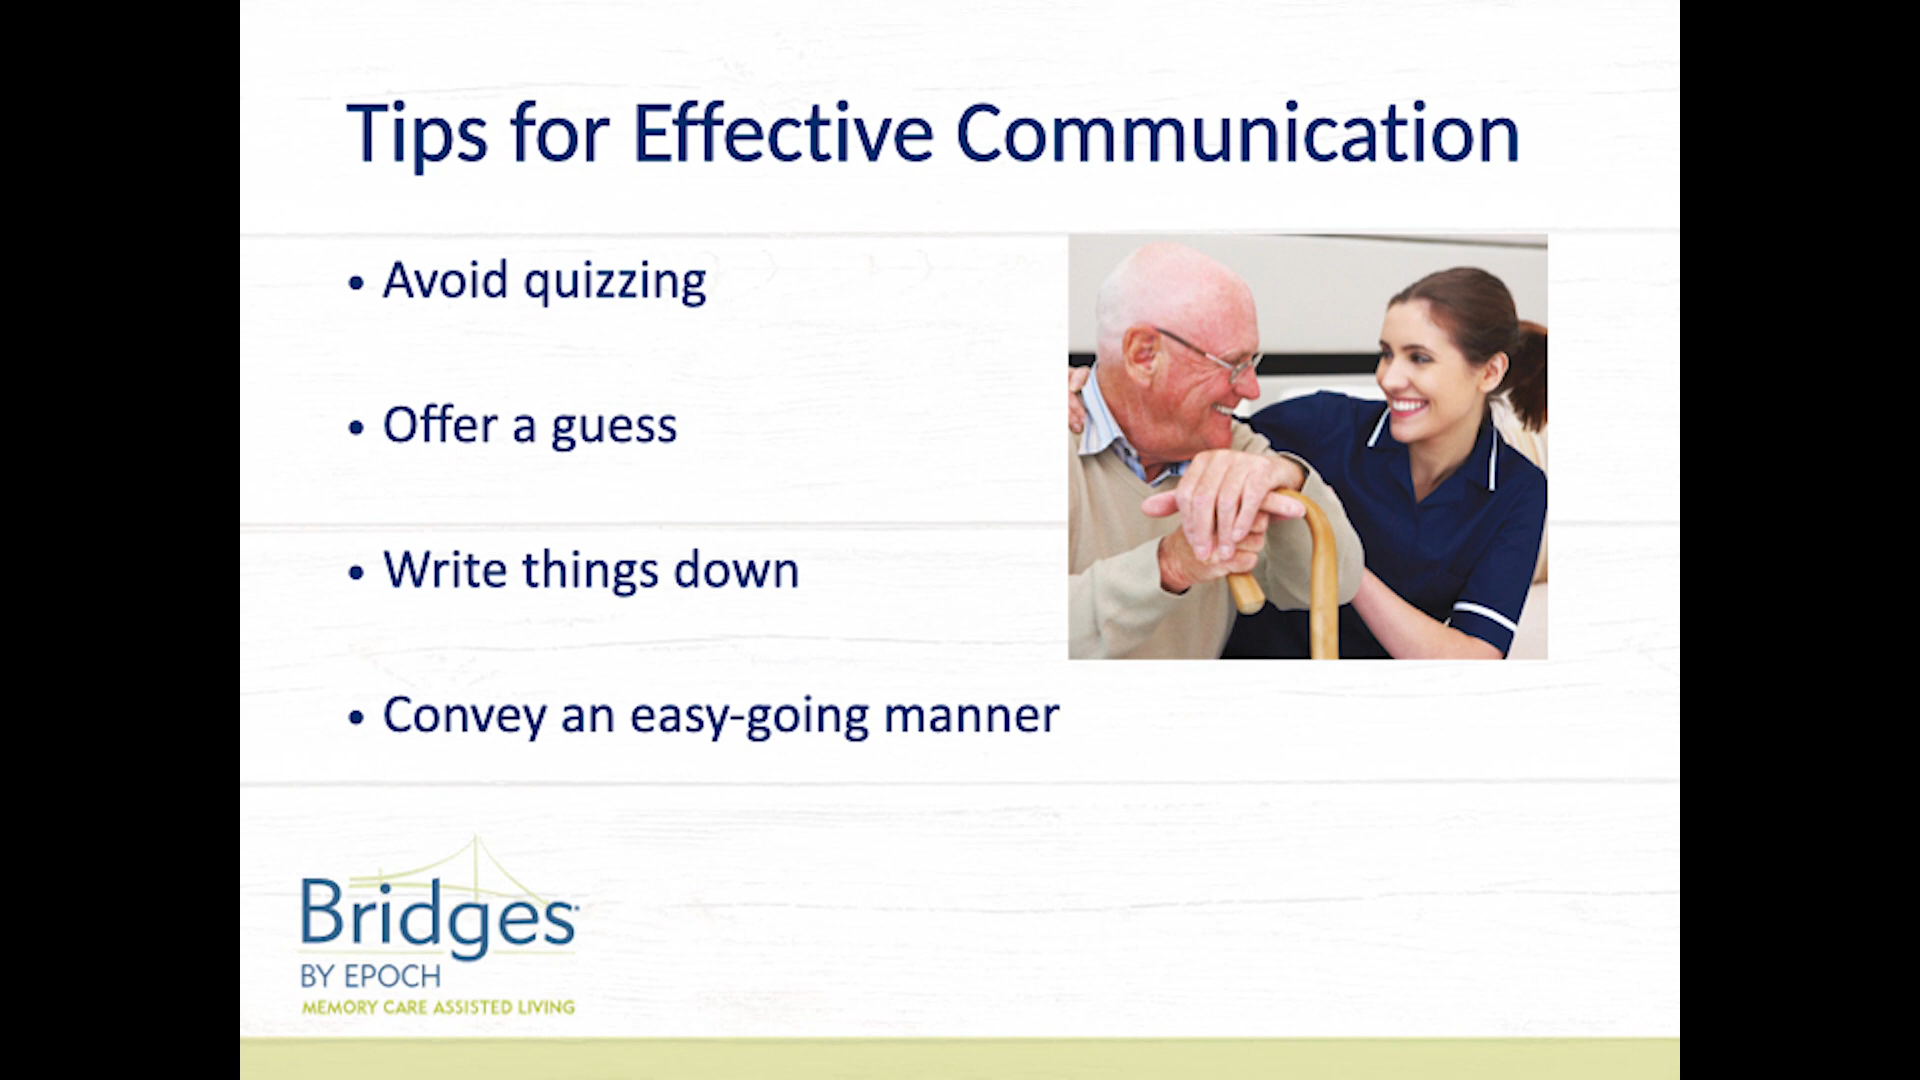 Tips for Effective Communication
• Avoid quizzing
• Offer a guess
• Write things down
• Convey an easy-going manner
Bridges
BY EPOCH
MEMORY CARE ASSISTED LIVING